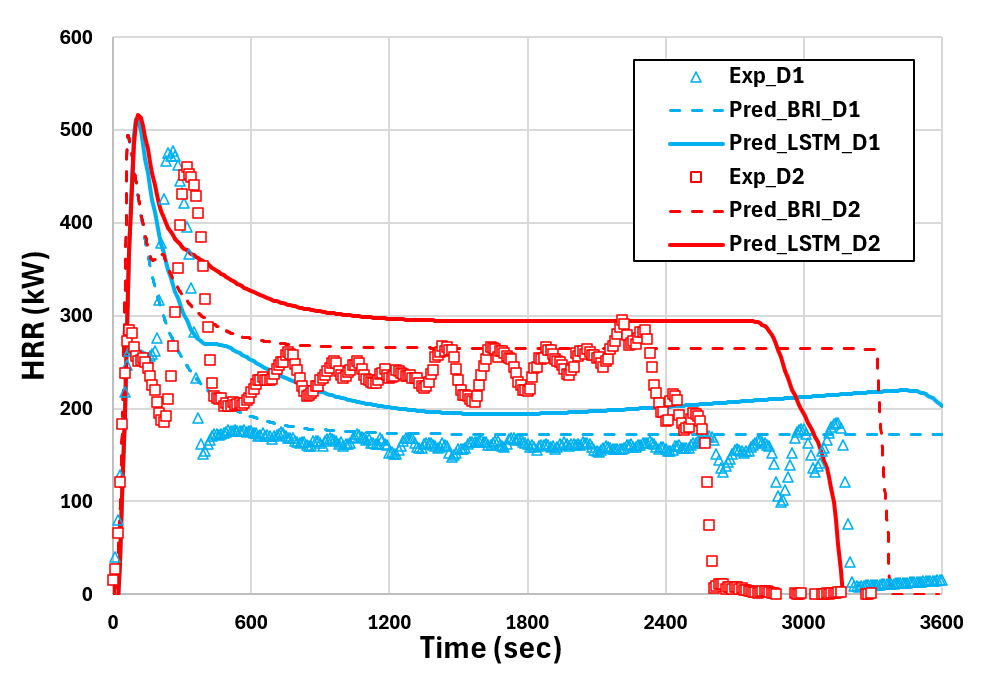 600
500
400
300
200
100
0
HRR (kW)
Exp_D1
Pred_BRI_D1
Pred_LSTM_D1
Exp_D2
Pred_BRI_D2
Pred_LSTM_D2
0 600 1200 1800 2400 3000 3600
Time (sec)